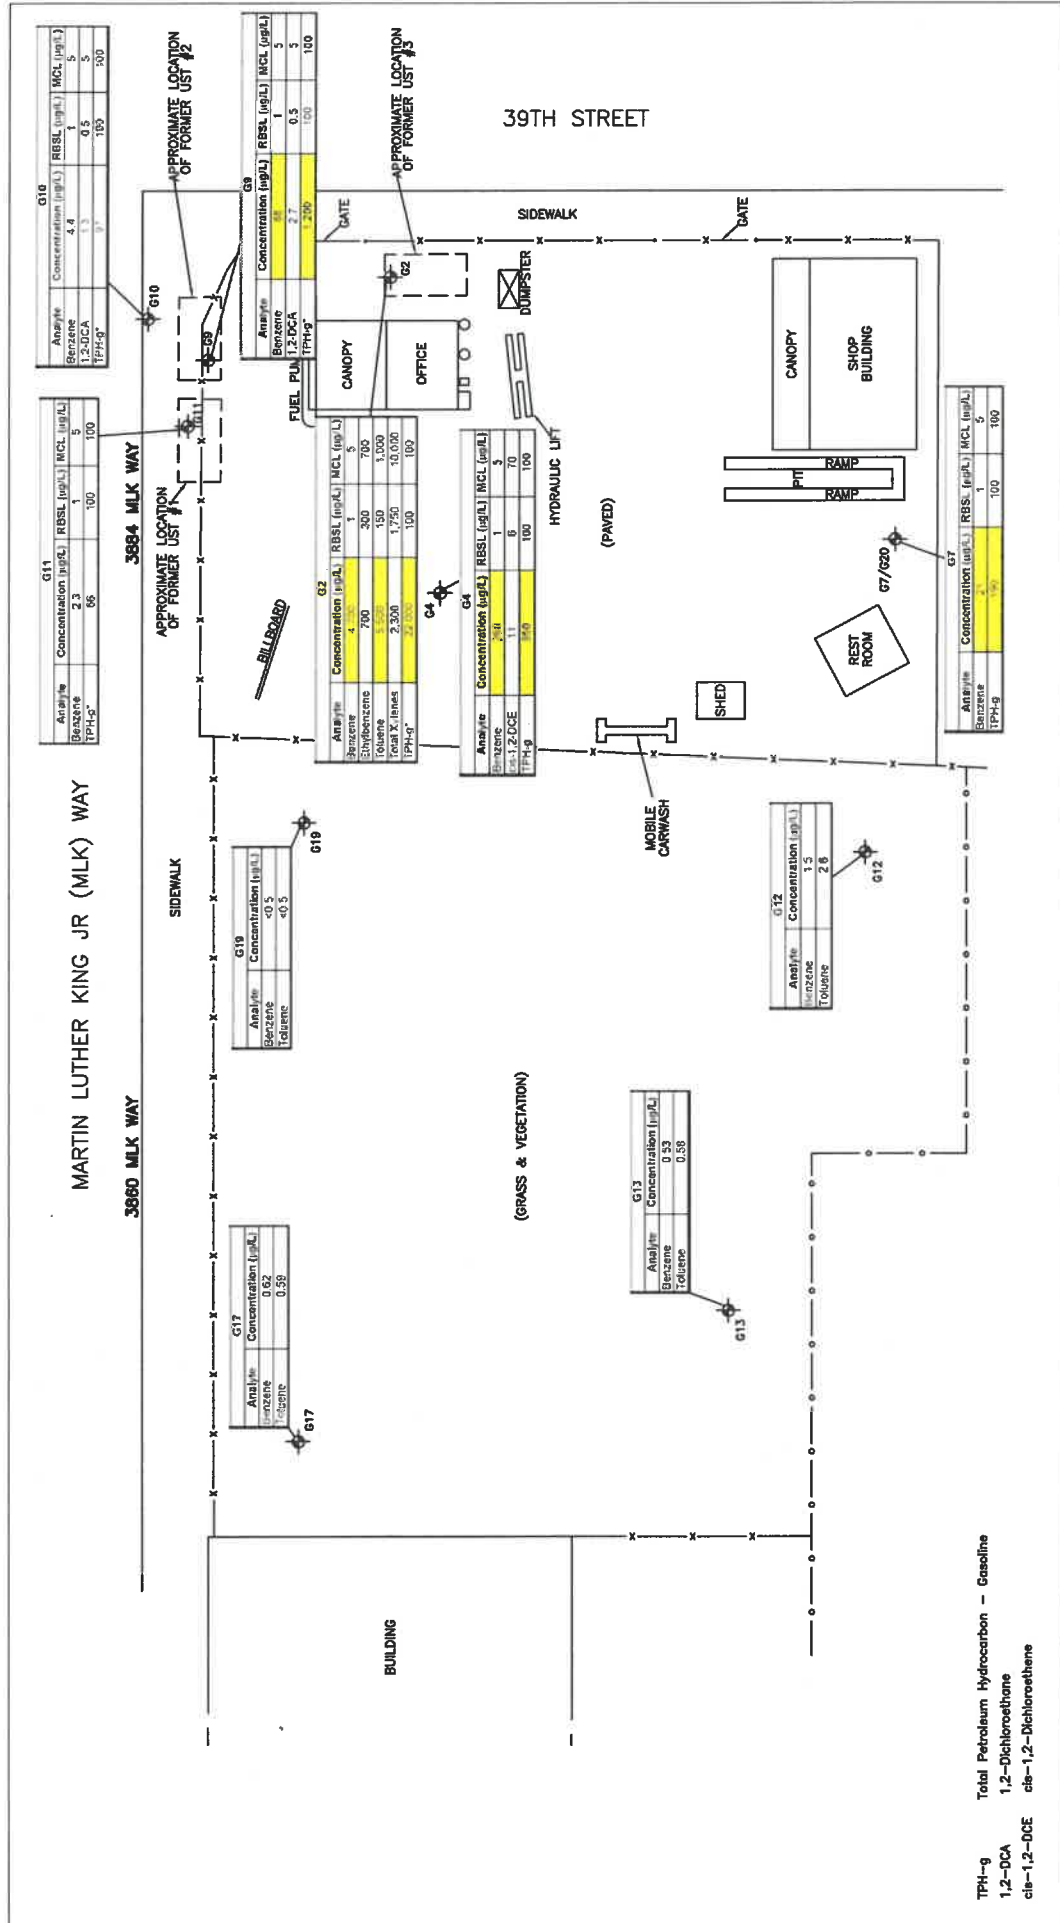 MARTIN LUTHER KING JR (MLK) WAY
3860 MLK WAY
3884 MLK WAY
SIDEWALK
39TH STREET
SIDEWALK
GATE
GATE
G11
Analyte Concentration (µg/L) RBSL (µg/L) MCL (µg/L)
Benzene 2.3 1 5
TPH-g* 66 100 100
G10
Analyte Concentration (µg/L) RBSL (µg/L) MCL (µg/L)
Benzene 4.4 1 5
1,2-DCA 0.5 5
TPH-g* 100 100
APPROXIMATE LOCATION
OF FORMER UST #1
APPROXIMATE LOCATION
OF FORMER UST #2
G10
G11
G9
G9
Analyte Concentration (µg/L) RBSL (µg/L) MCL (µg/L)
Benzene 1 5
1,2-DCA 2.7 0.5 5
TPH-g* 1,200 100 100
APPROXIMATE LOCATION
OF FORMER UST #3
BILLBOARD
FUEL PUM
CANOPY
OFFICE
G2
DUMPSTER
HYDRAULIC LIFT
G2
Analyte Concentration (µg/L) RBSL (µg/L) MCL (µg/L)
Benzene 1 5
Ethylbenzene 700 300 700
Toluene 150 1,000
Total Xylenes 2,300 1,750 10,000
TPH-g* 22,000 100 100
G4
G4
Analyte Concentration (µg/L) RBSL (µg/L) MCL (µg/L)
Benzene 1 5
cis-1,2-DCE 11 6 70
TPH-g 100 100
(PAVED)
CANOPY
SHOP
BUILDING
RAMP
PIT
RAMP
G7/G20
G7
Analyte Concentration (µg/L) RBSL (µg/L) MCL (µg/L)
Benzene 1 5
TPH-g 100 100
REST
ROOM
SHED
MOBILE
CARWASH
G19
Analyte Concentration (µg/L)
Benzene <0.5
Toluene <0.5
G19
G12
Analyte Concentration (µg/L)
Benzene 1.5
Toluene 2.6
G12
(GRASS & VEGETATION)
G17
Analyte Concentration (µg/L)
Benzene 0.62
Toluene 0.59
G17
G13
Analyte Concentration (µg/L)
Benzene 0.53
Toluene 0.58
G13
BUILDING
TPH-g Total Petroleum Hydrocarbon - Gasoline
1,2-DCA 1,2-Dichloroethane
cis-1,2-DCE cis-1,2-Dichloroethene